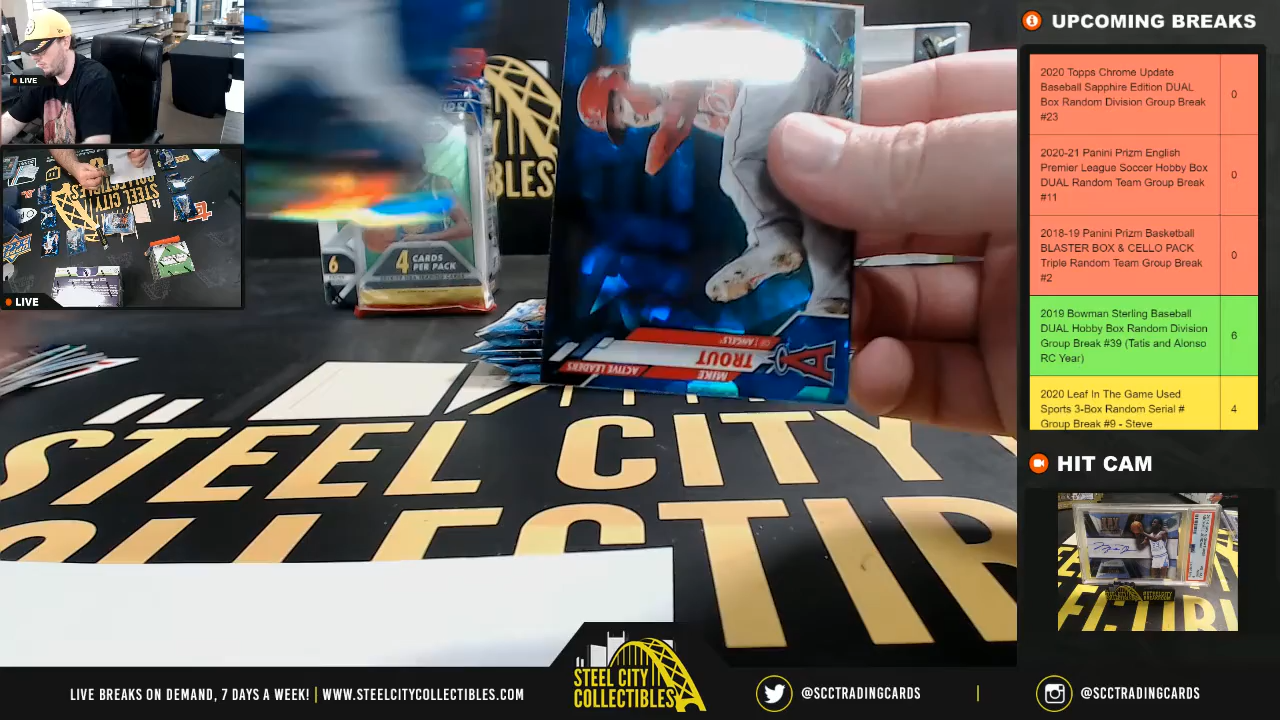 LIVE
LIVE
BLES
6
4 CARDS
PER PACK
MIKE
TROUT
ACTIVE LEADERS
OF | ANGELS®
A
STEEL CITY
COLLECTIB
UPCOMING BREAKS
2020 Topps Chrome Update
Baseball Sapphire Edition DUAL
Box Random Division Group Break
#23
0
2020-21 Panini Prizm English
Premier League Soccer Hobby Box
DUAL Random Team Group Break
#11
0
2018-19 Panini Prizm Basketball
BLASTER BOX & CELLO PACK
Triple Random Team Group Break
#2
0
2019 Bowman Sterling Baseball
DUAL Hobby Box Random Division
Group Break #39 (Tatis and Alonso
RC Year)
6
2020 Leaf In The Game Used
Sports 3-Box Random Serial #
Group Break #9 - Steve
4
HIT CAM
LIVE BREAKS ON DEMAND, 7 DAYS A WEEK! | WWW.STEELCITYCOLLECTIBLES.COM
STEEL CITY
COLLECTIBLES
@SCCTRADINGCARDS
@SCCTRADINGCARDS